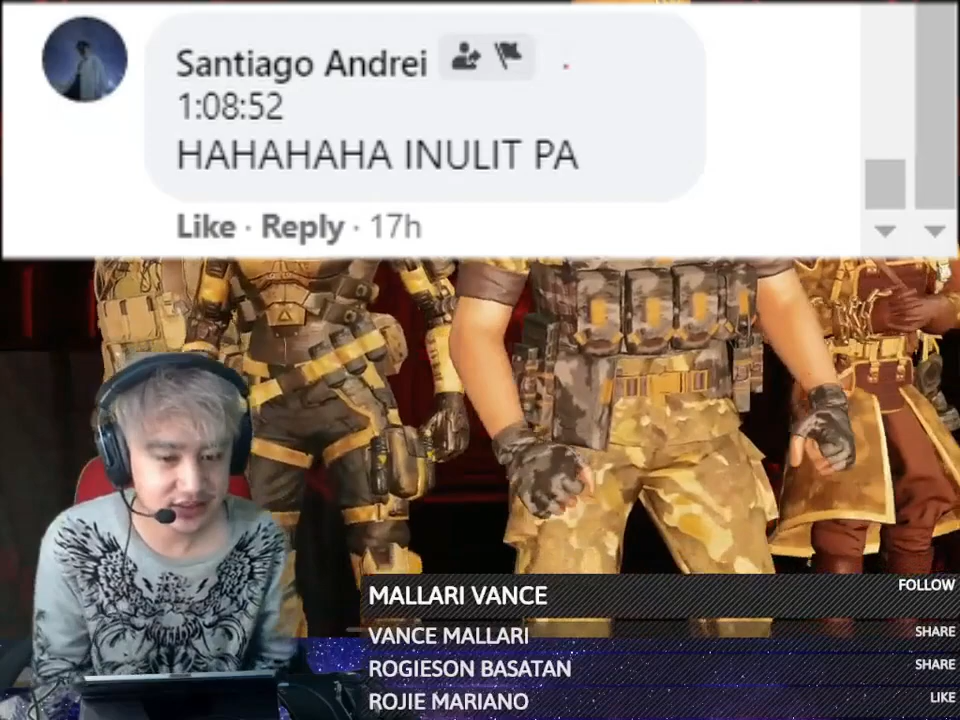 Santiago Andrei
1:08:52
HAHAHAHA INULIT PA
Like · Reply · 17h
MALLARI VANCE FOLLOW
VANCE MALLARI SHARE
ROGIESON BASATAN SHARE
ROJIE MARIANO LIKE